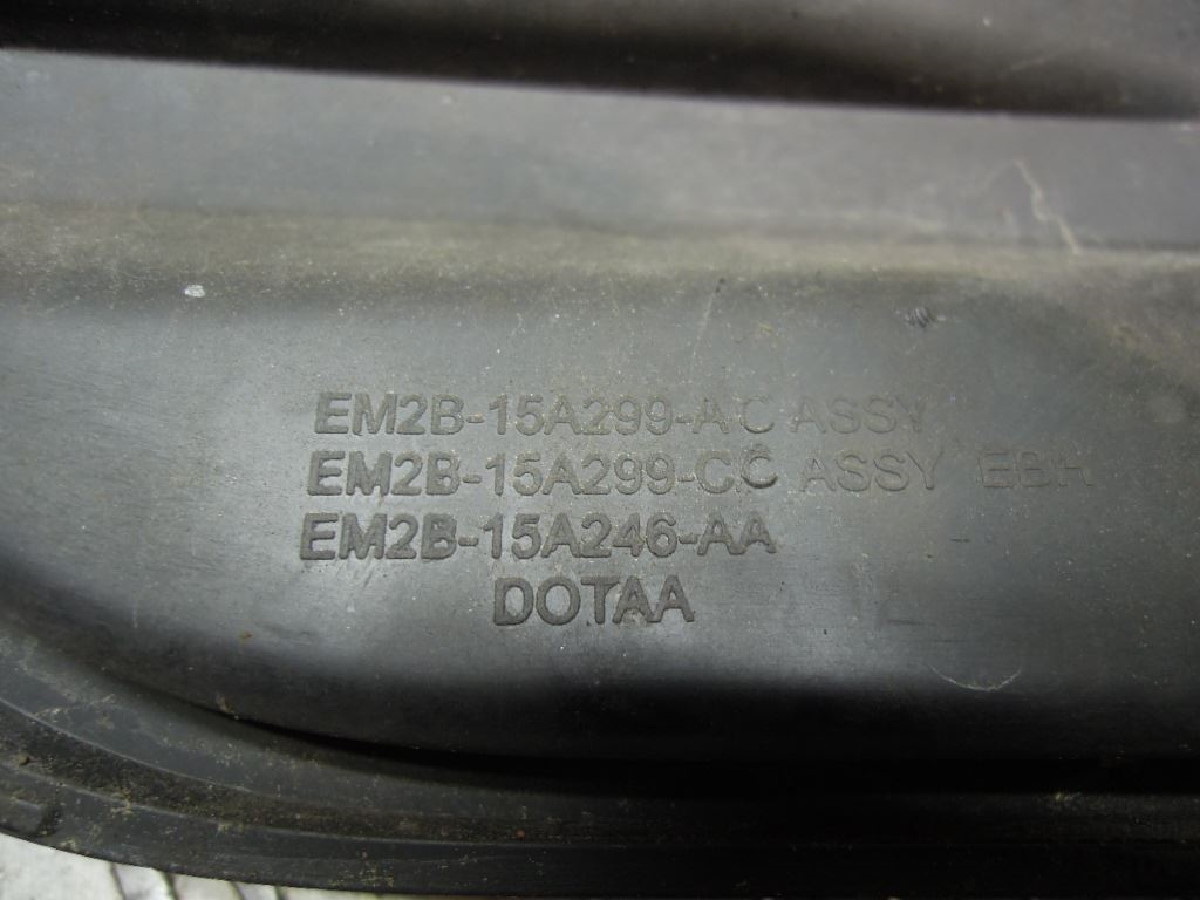 EM2B-15A299-AC ASSY
EM2B-15A299-CC ASSY EBH
EM2B-15A246-AA
DOTAA